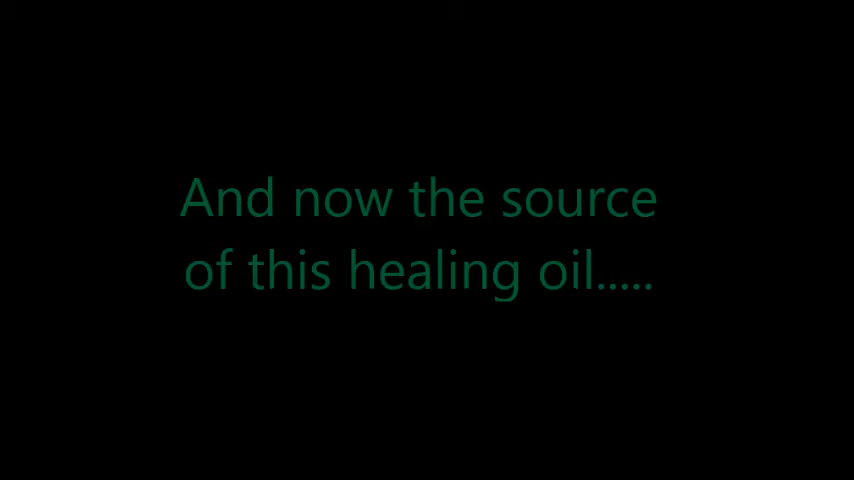 And now the source
of this healing oil.....